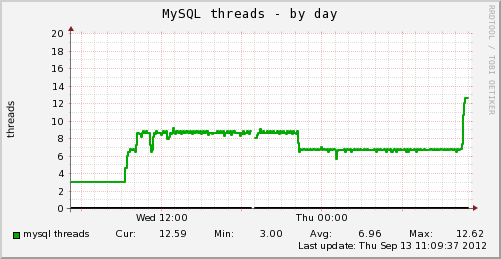 MySQL threads - by day
RRDTOOL / TOBI OETIKER
threads
20
18
16
14
12
10
8
6
4
2
0
Wed 12:00 Thu 00:00
mysql threads Cur: 12.59 Min: 3.00 Avg: 6.96 Max: 12.62
Last update: Thu Sep 13 11:09:37 2012